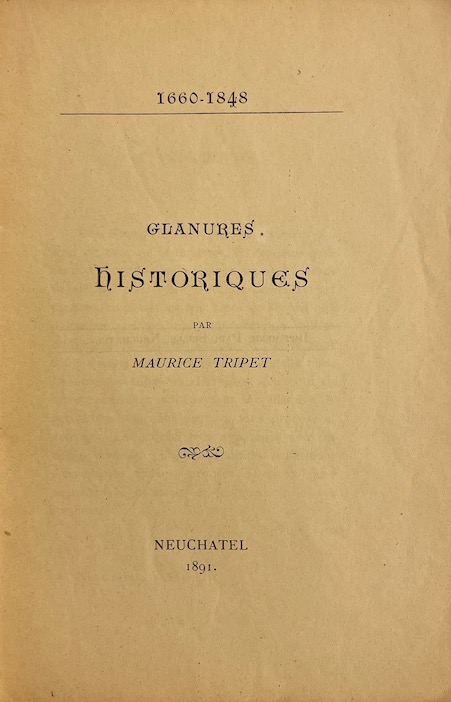 1660-1848
GLANURES
HISTORIQUES
PAR
MAURICE TRIPET
NEUCHATEL
1891.